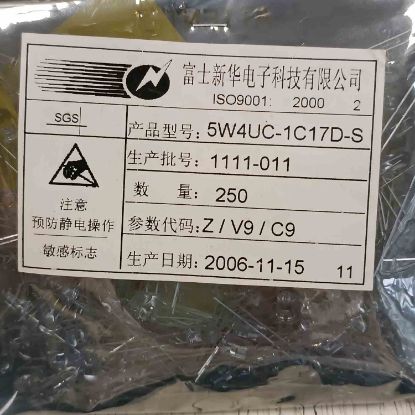 富士新华电子科技有限公司
ISO9001: 2000 2
SGS
产品型号: 5W4UC-1C17D-S
生产批号: 1111-011
数 量: 250
参数代码: Z / V9 / C9
生产日期: 2006-11-15 11
注意
预防静电操作
敏感标志